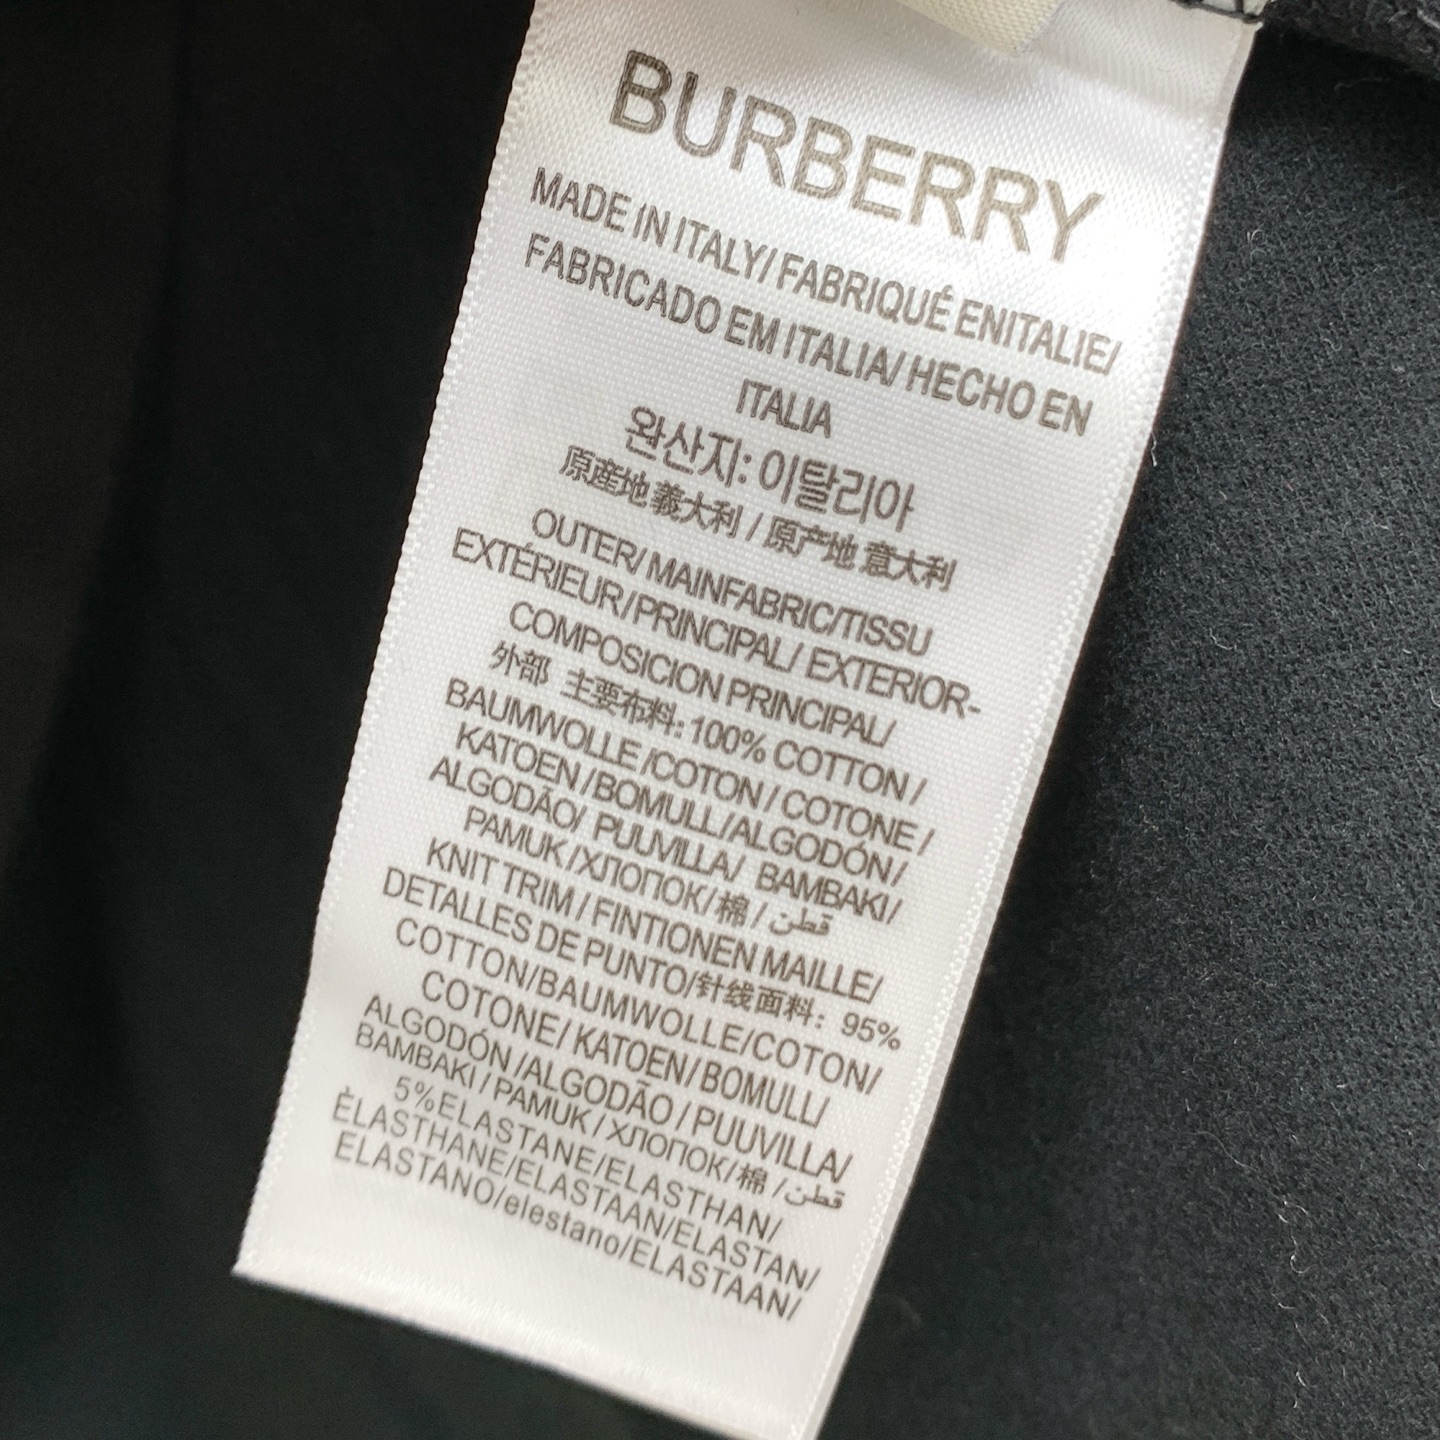 BURBERRY
MADE IN ITALY/ FABRIQUÉ ENITALIE/
FABRICADO EM ITALIA/ HECHO EN
ITALIA
완산지: 이탈리아
原産地 義大利 / 原产地 意大利
OUTER/ MAINFABRIC/TISSU
EXTÉRIEUR/PRINCIPAL/ EXTERIOR-
COMPOSICION PRINCIPAL/
外部 主要布料: 100% COTTON /
BAUMWOLLE /COTON / COTONE /
KATOEN /BOMULL/ALGODÓN /
ALGODÃO/ PUUVILLA/ BAMBAKI /
PAMUK /ХЛОПОК/ 棉 / قطن
KNIT TRIM / FINTIONEN MAILLE/
DETALLES DE PUNTO/针线面料: 95%
COTTON/BAUMWOLLE/COTON/
COTONE/ KATOEN/ BOMULL/
ALGODÓN /ALGODÃO / PUUVILLA/
BAMBAKI / PAMUK / ХЛОПОК/ 棉 / قطن
5%ELASTANE/ELASTHAN/
ÉLASTHANE/ELASTAAN/ELASTAN/
ELASTANO/elestano/ELASTAAN/